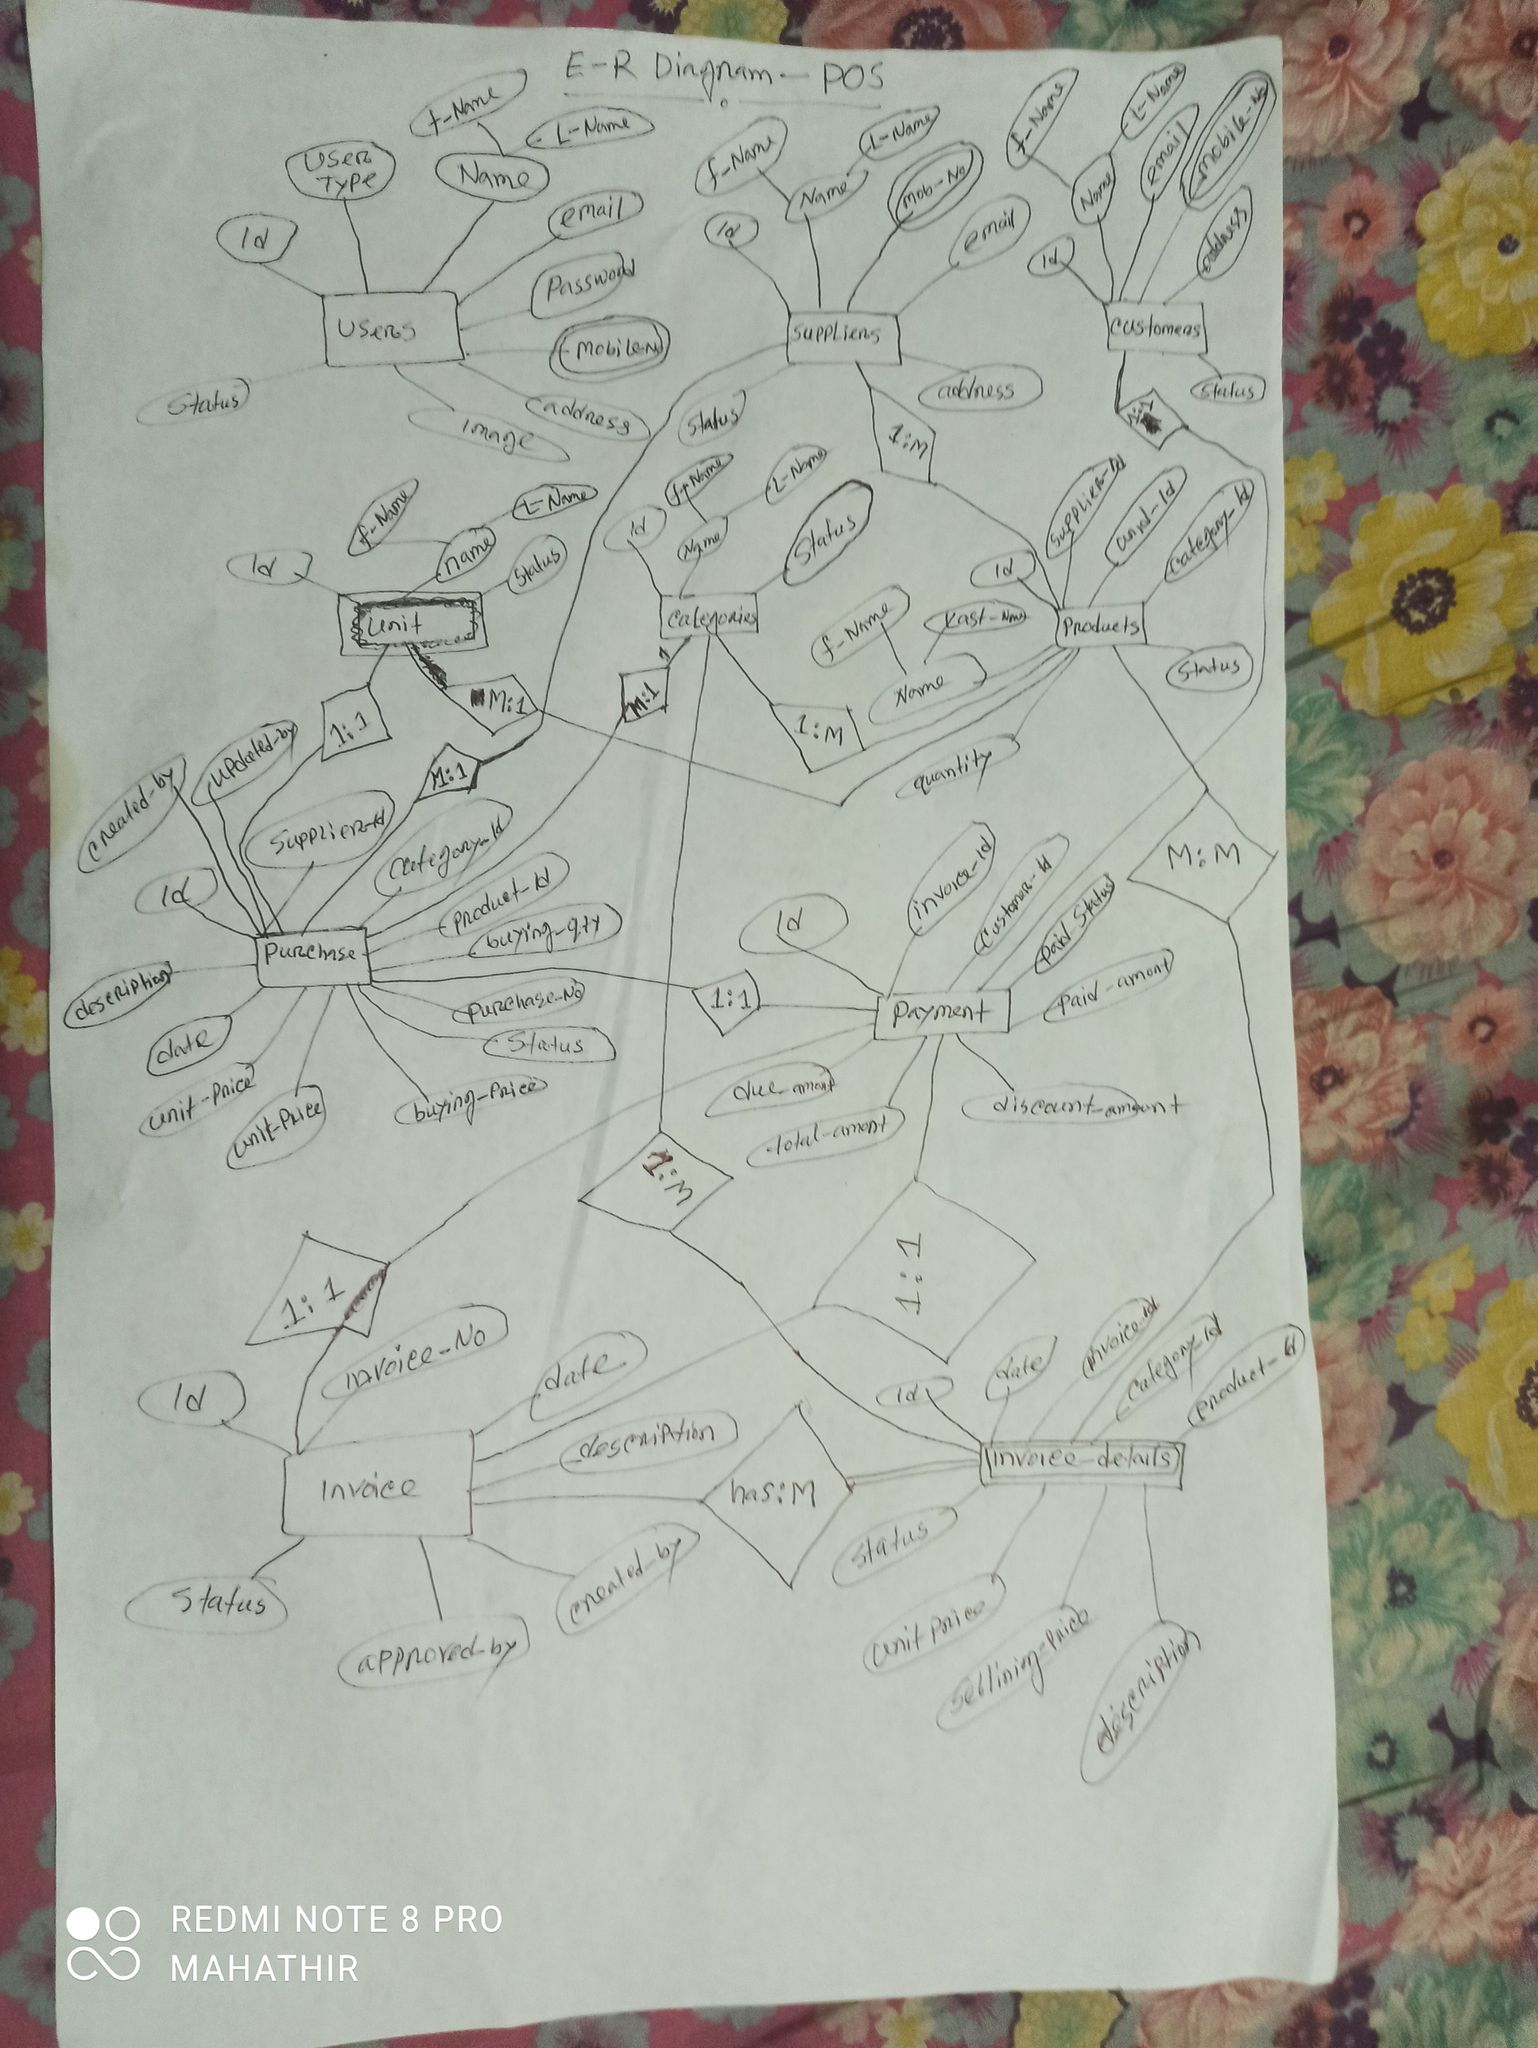 E-R Diagram - POS
f-Name
L-Name
User Type
Name
Id
email
Password
Mobile-No
Users
Status
image
address
f-Name
L-Name
Name
mob-No
Id
email
Suppliers
Status
address
1:M
f-Name
L-Name
Name
email
mobile-No
Id
address
Customers
Status
1:1
f-Name
L-Name
Id
name
Status
Unit
1:1
M:1
f-Name
L-Name
Id
Name
Status
Categories
M:1
1:M
Supplier-Id
unid-Id
Category-Id
Id
f-Name
Last-Name
Name
Products
Status
quantity
M:M
created-by
updated-by
M:1
Supplier-Id
Category-Id
Id
Product-Id
buying-qty
Purchase
description
Purchase-No
date
Status
unit-Price
unit-Price
buying-Price
1:1
Id
invoice-Id
Customer-Id
Paid Status
Paid-amont
Payment
due-amont
total-amont
discount-amount
1:M
1:1
1:1
Id
Invoice-No
date
description
Invoice
has:M
Status
approved-by
created-by
Id
date
invoice-Id
Category-Id
Product-Id
invoice-details
Status
unit price
sellining-Price
description
REDMI NOTE 8 PRO
MAHATHIR